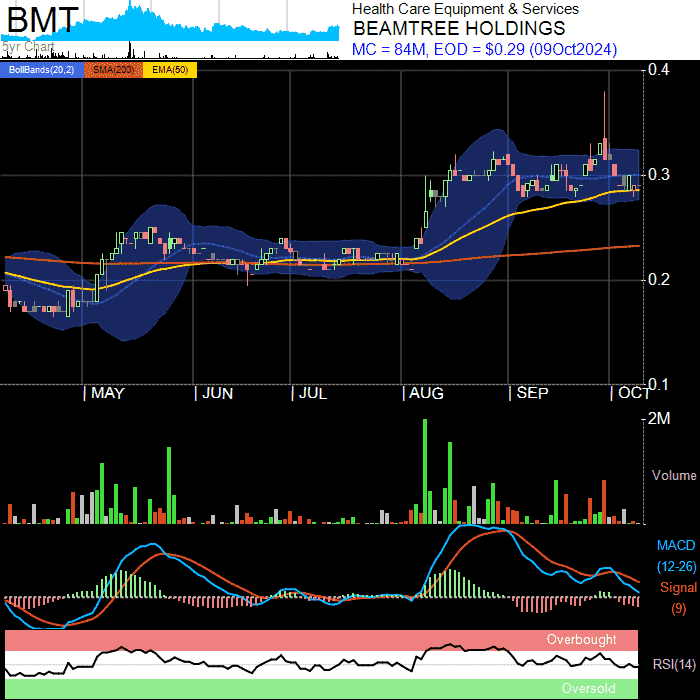 BMT
5yr Chart
Health Care Equipment & Services
BEAMTREE HOLDINGS
MC = 84M, EOD = $0.29 (09Oct2024)
BollBands(20,2) SMA(200) EMA(50)
0.4
0.3
0.2
0.1
| MAY | JUN | JUL | AUG | SEP | OCT
2M
Volume
MACD
(12-26)
Signal
(9)
Overbought
RSI(14)
Oversold